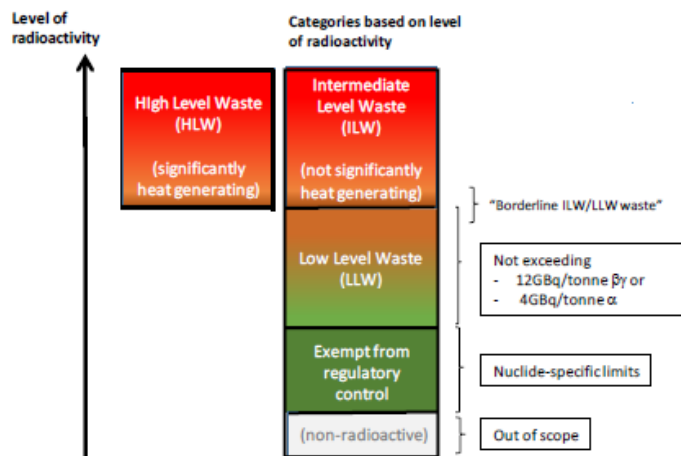 Level of
radioactivity
Categories based on level
of radioactivity
HIgh Level Waste
(HLW)
(significantly
heat generating)
Intermediate
Level Waste
(ILW)
(not significantly
heat generating)
"Borderline ILW/LLW waste"
Low Level Waste
(LLW)
Not exceeding
- 12GBq/tonne βγ or
- 4GBq/tonne α
Exempt from
regulatory
control
Nuclide-specific limits
(non-radioactive)
Out of scope